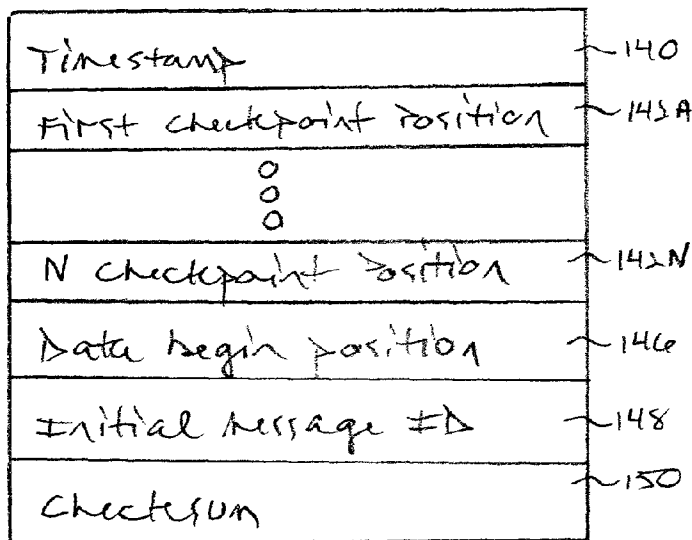 Timestamp 140
First Checkpoint Position 142A
N Checkpoint Position 142N
Data begin position 146
Initial Message ID 148
Checksum 150